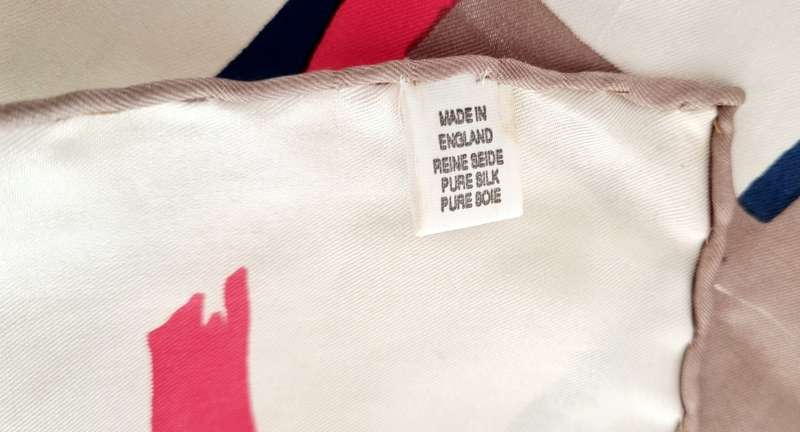 MADE IN
ENGLAND
REINE SEIDE
PURE SILK
PURE SOIE